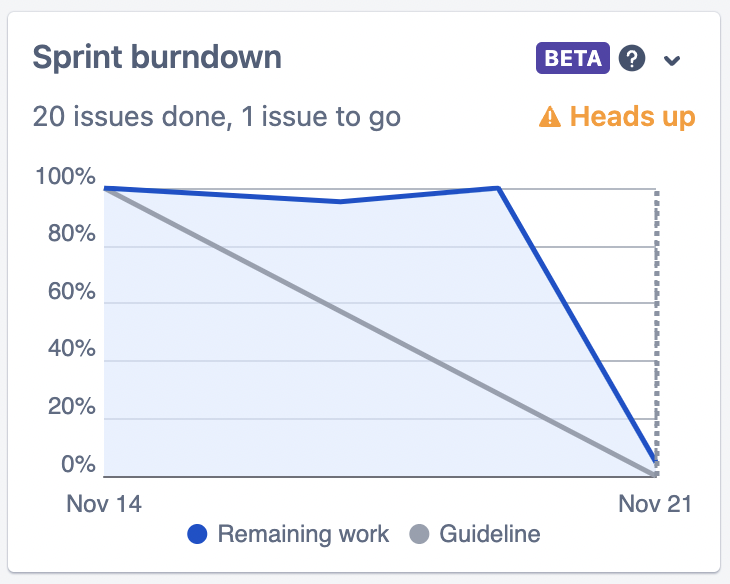 Sprint burndown BETA ?
20 issues done, 1 issue to go Heads up
100%
80%
60%
40%
20%
0%
Nov 14 Nov 21
Remaining work Guideline